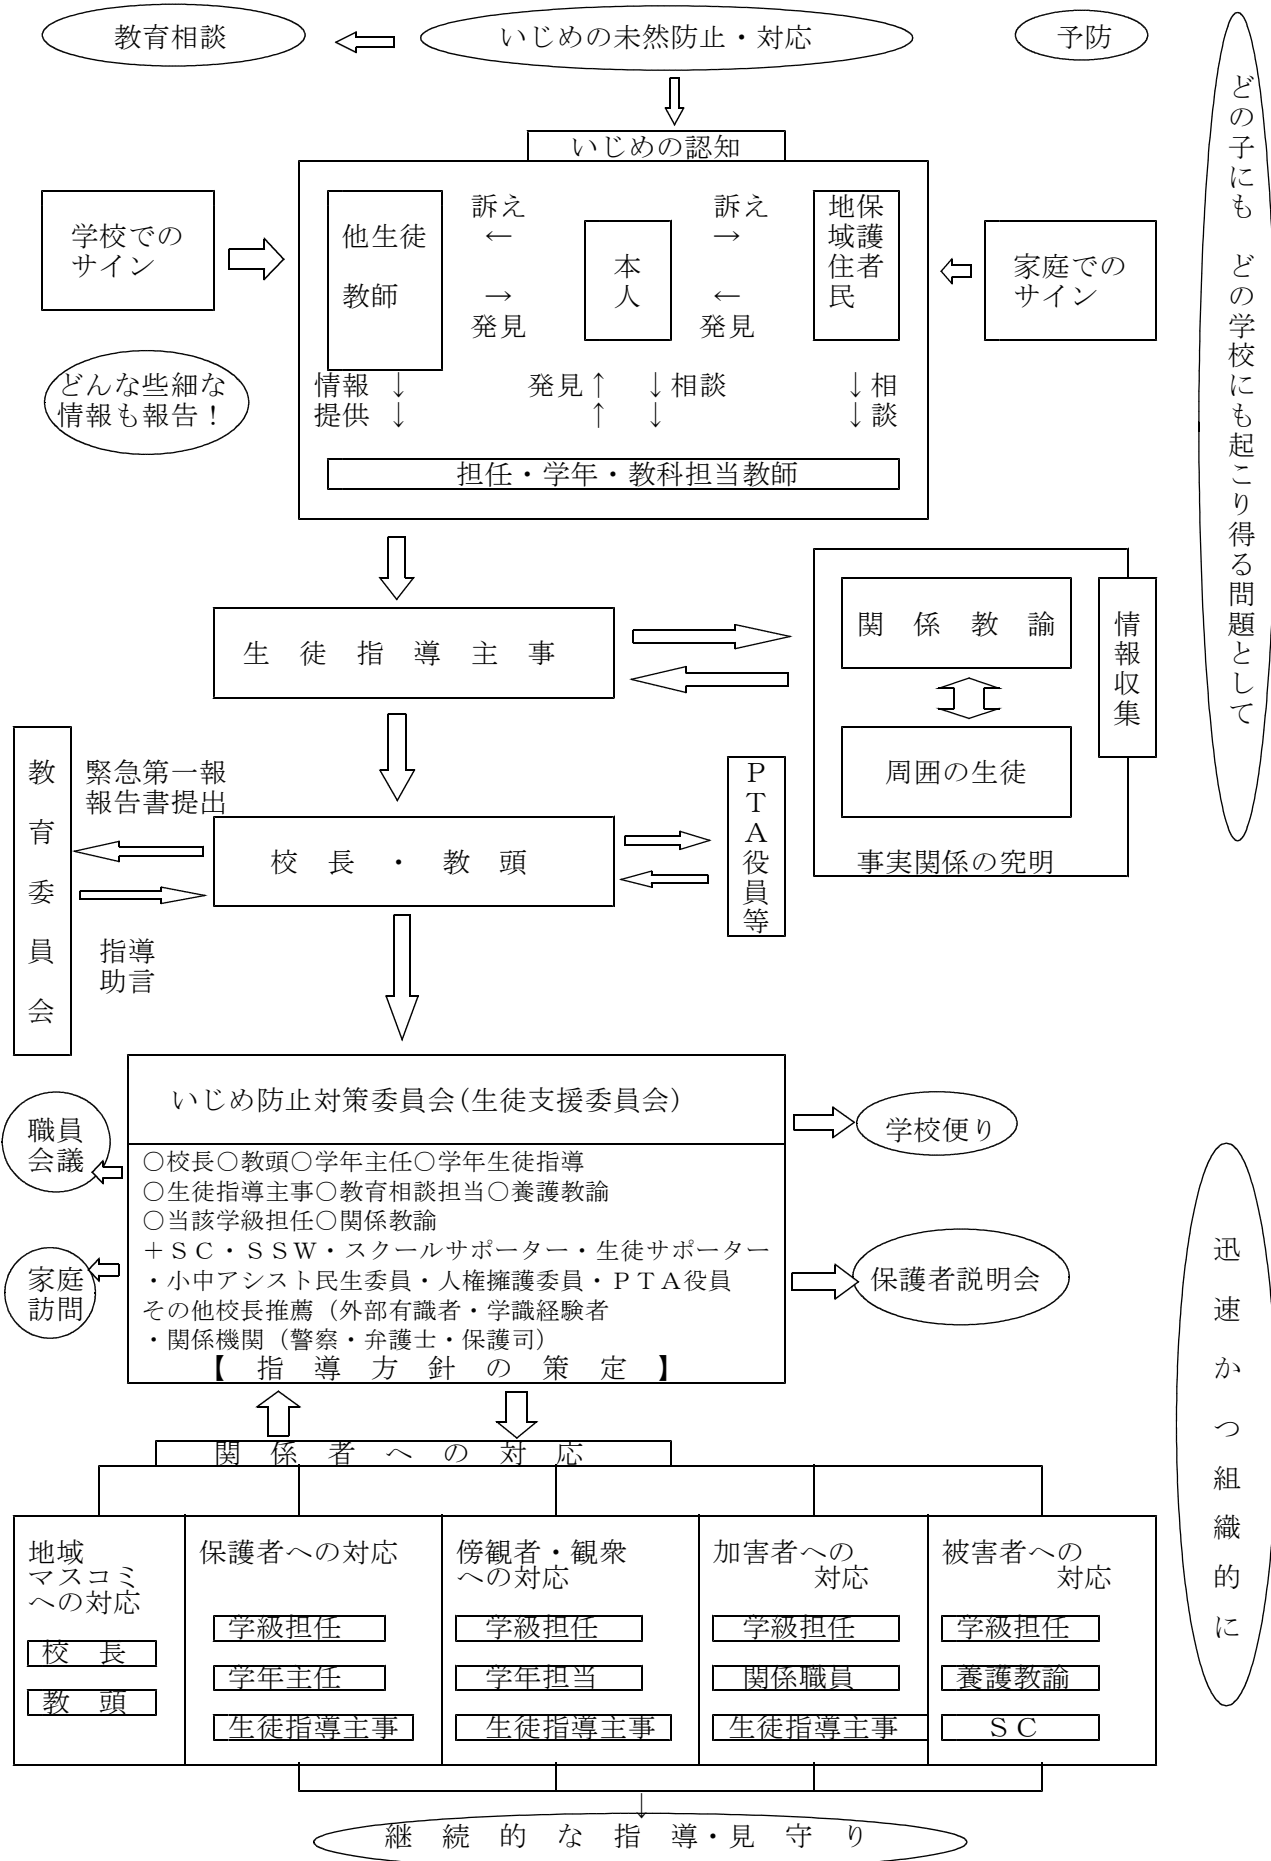 教育相談
いじめの未然防止・対応
予防
どの子にも　どの学校にも起こり得る問題として
いじめの認知
学校での
サイン
他生徒
教師
訴え
←
→
発見
本人
訴え
→
←
発見
地域住民
保護者
家庭での
サイン
どんな些細な
情報も報告！
情報 ↓
提供 ↓
発見↑ ↓相談
↑ ↓
↓相
↓談
担任・学年・教科担当教師
生　徒　指　導　主　事
関　係　教　諭
周囲の生徒
情報収集
事実関係の究明
教育委員会
緊急第一報
報告書提出
指導
助言
校　長　・　教　頭
ＰＴＡ役員等
いじめ防止対策委員会(生徒支援委員会)
○校長○教頭○学年主任○学年生徒指導
○生徒指導主事○教育相談担当○養護教諭
○当該学級担任○関係教諭
＋ＳＣ・ＳＳＷ・スクールサポーター・生徒サポーター
・小中アシスト民生委員・人権擁護委員・ＰＴＡ役員
その他校長推薦（外部有識者・学識経験者
・関係機関（警察・弁護士・保護司）
【　指　導　方　針　の　策　定　】
職員
会議
家庭
訪問
学校便り
保護者説明会
迅速かつ組織的に
関　係　者　へ　の　対　応
地域
マスコミ
への対応
校　長
教　頭
保護者への対応
学級担任
学年主任
生徒指導主事
傍観者・観衆
への対応
学級担任
学年担当
生徒指導主事
加害者への
対応
学級担任
関係職員
生徒指導主事
被害者への
対応
学級担任
養護教諭
ＳＣ
↓
継　続　的　な　指　導・見　守　り